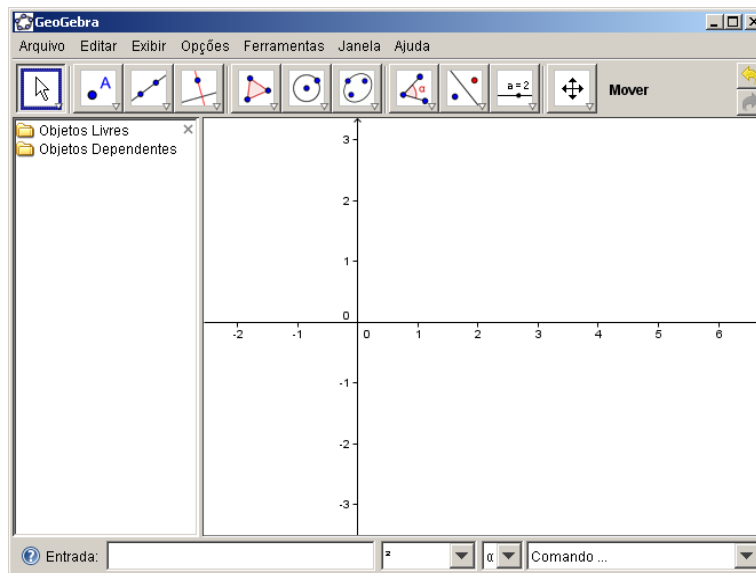 GeoGebra
Arquivo Editar Exibir Opções Ferramentas Janela Ajuda
A α a=2 Mover
Objetos Livres
Objetos Dependentes
3
2
1
0
-2 -1 0 1 2 3 4 5 6
-1
-2
-3
Entrada: ² α Comando ...